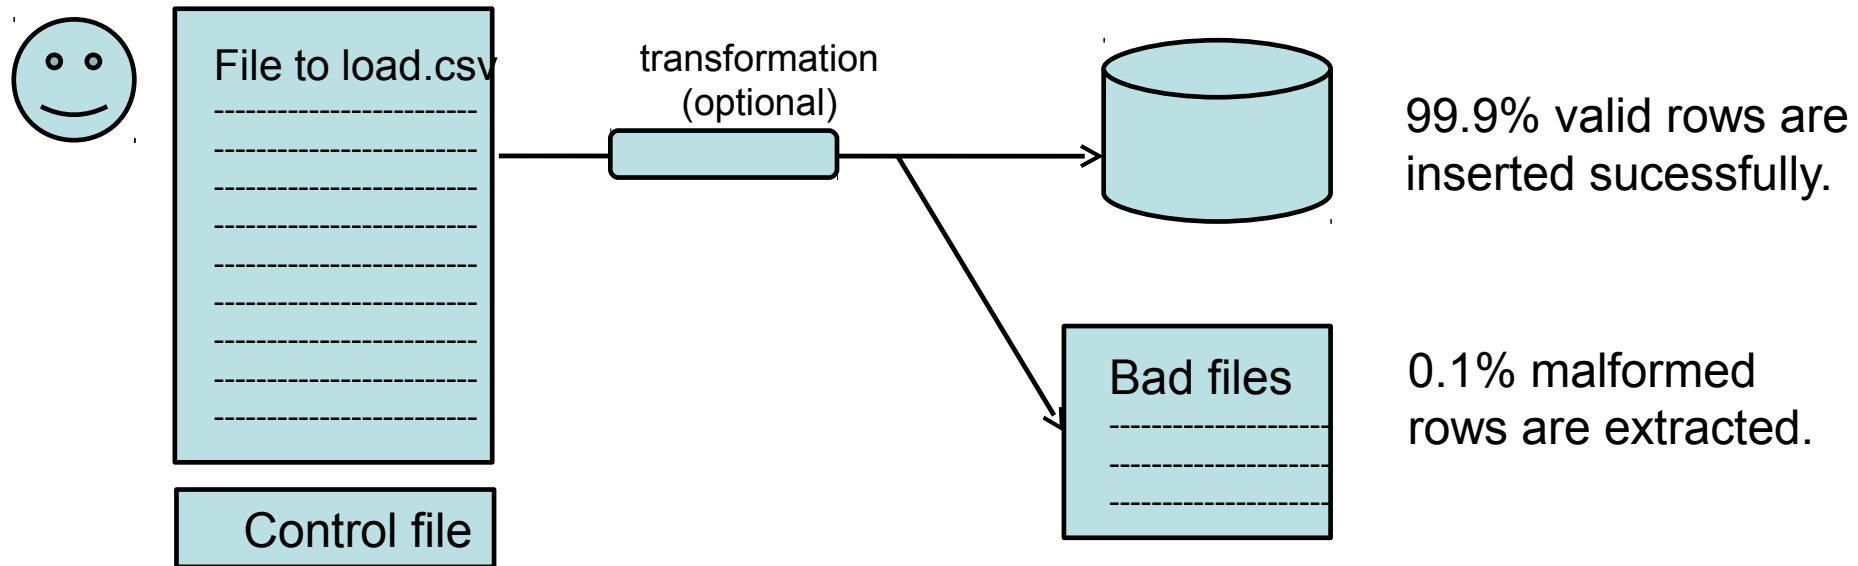 File to load.csv
Control file
transformation
(optional)
99.9% valid rows are
inserted sucessfully.
Bad files
0.1% malformed
rows are extracted.